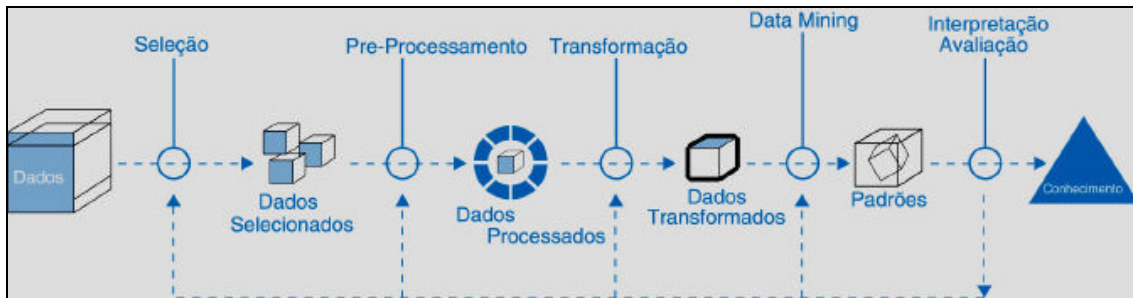 Seleção
Pre-Processamento
Transformação
Data Mining
Interpretação
Avaliação
Dados
Dados
Selecionados
Dados
Processados
Dados
Transformados
Padrões
Conhecimento